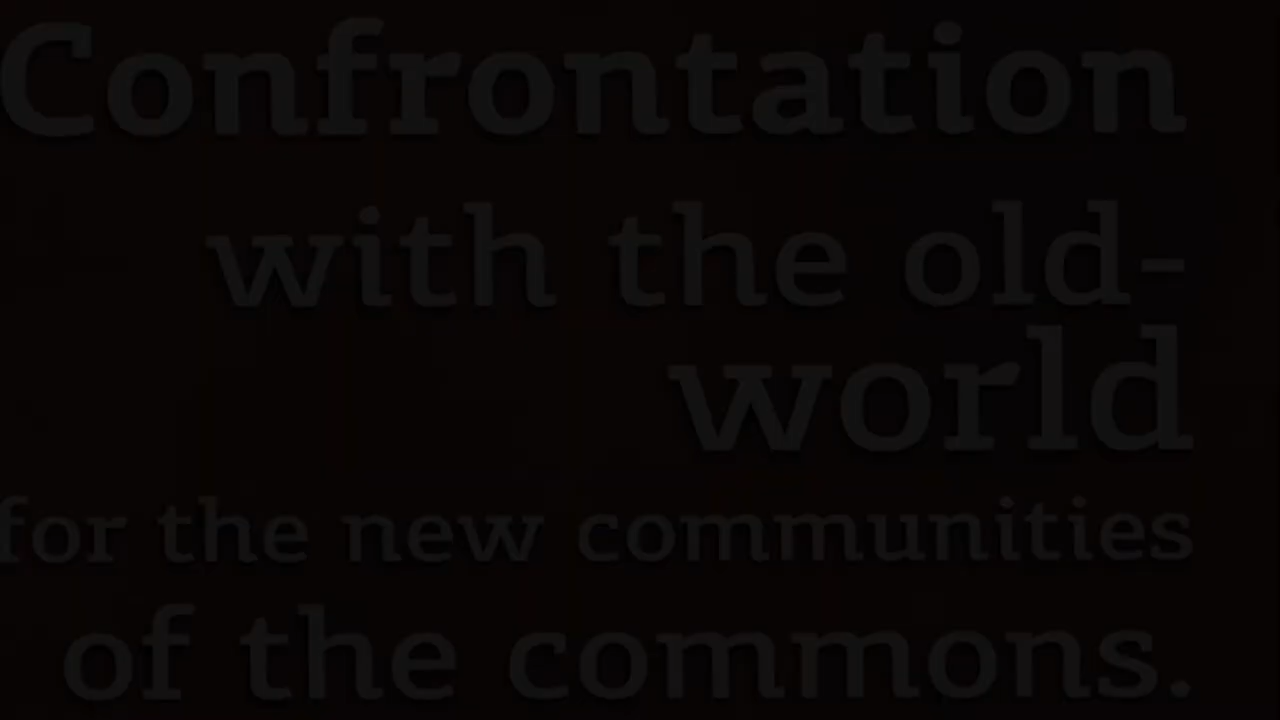 Confrontation
with the old-
world
for the new communities
of the commons.